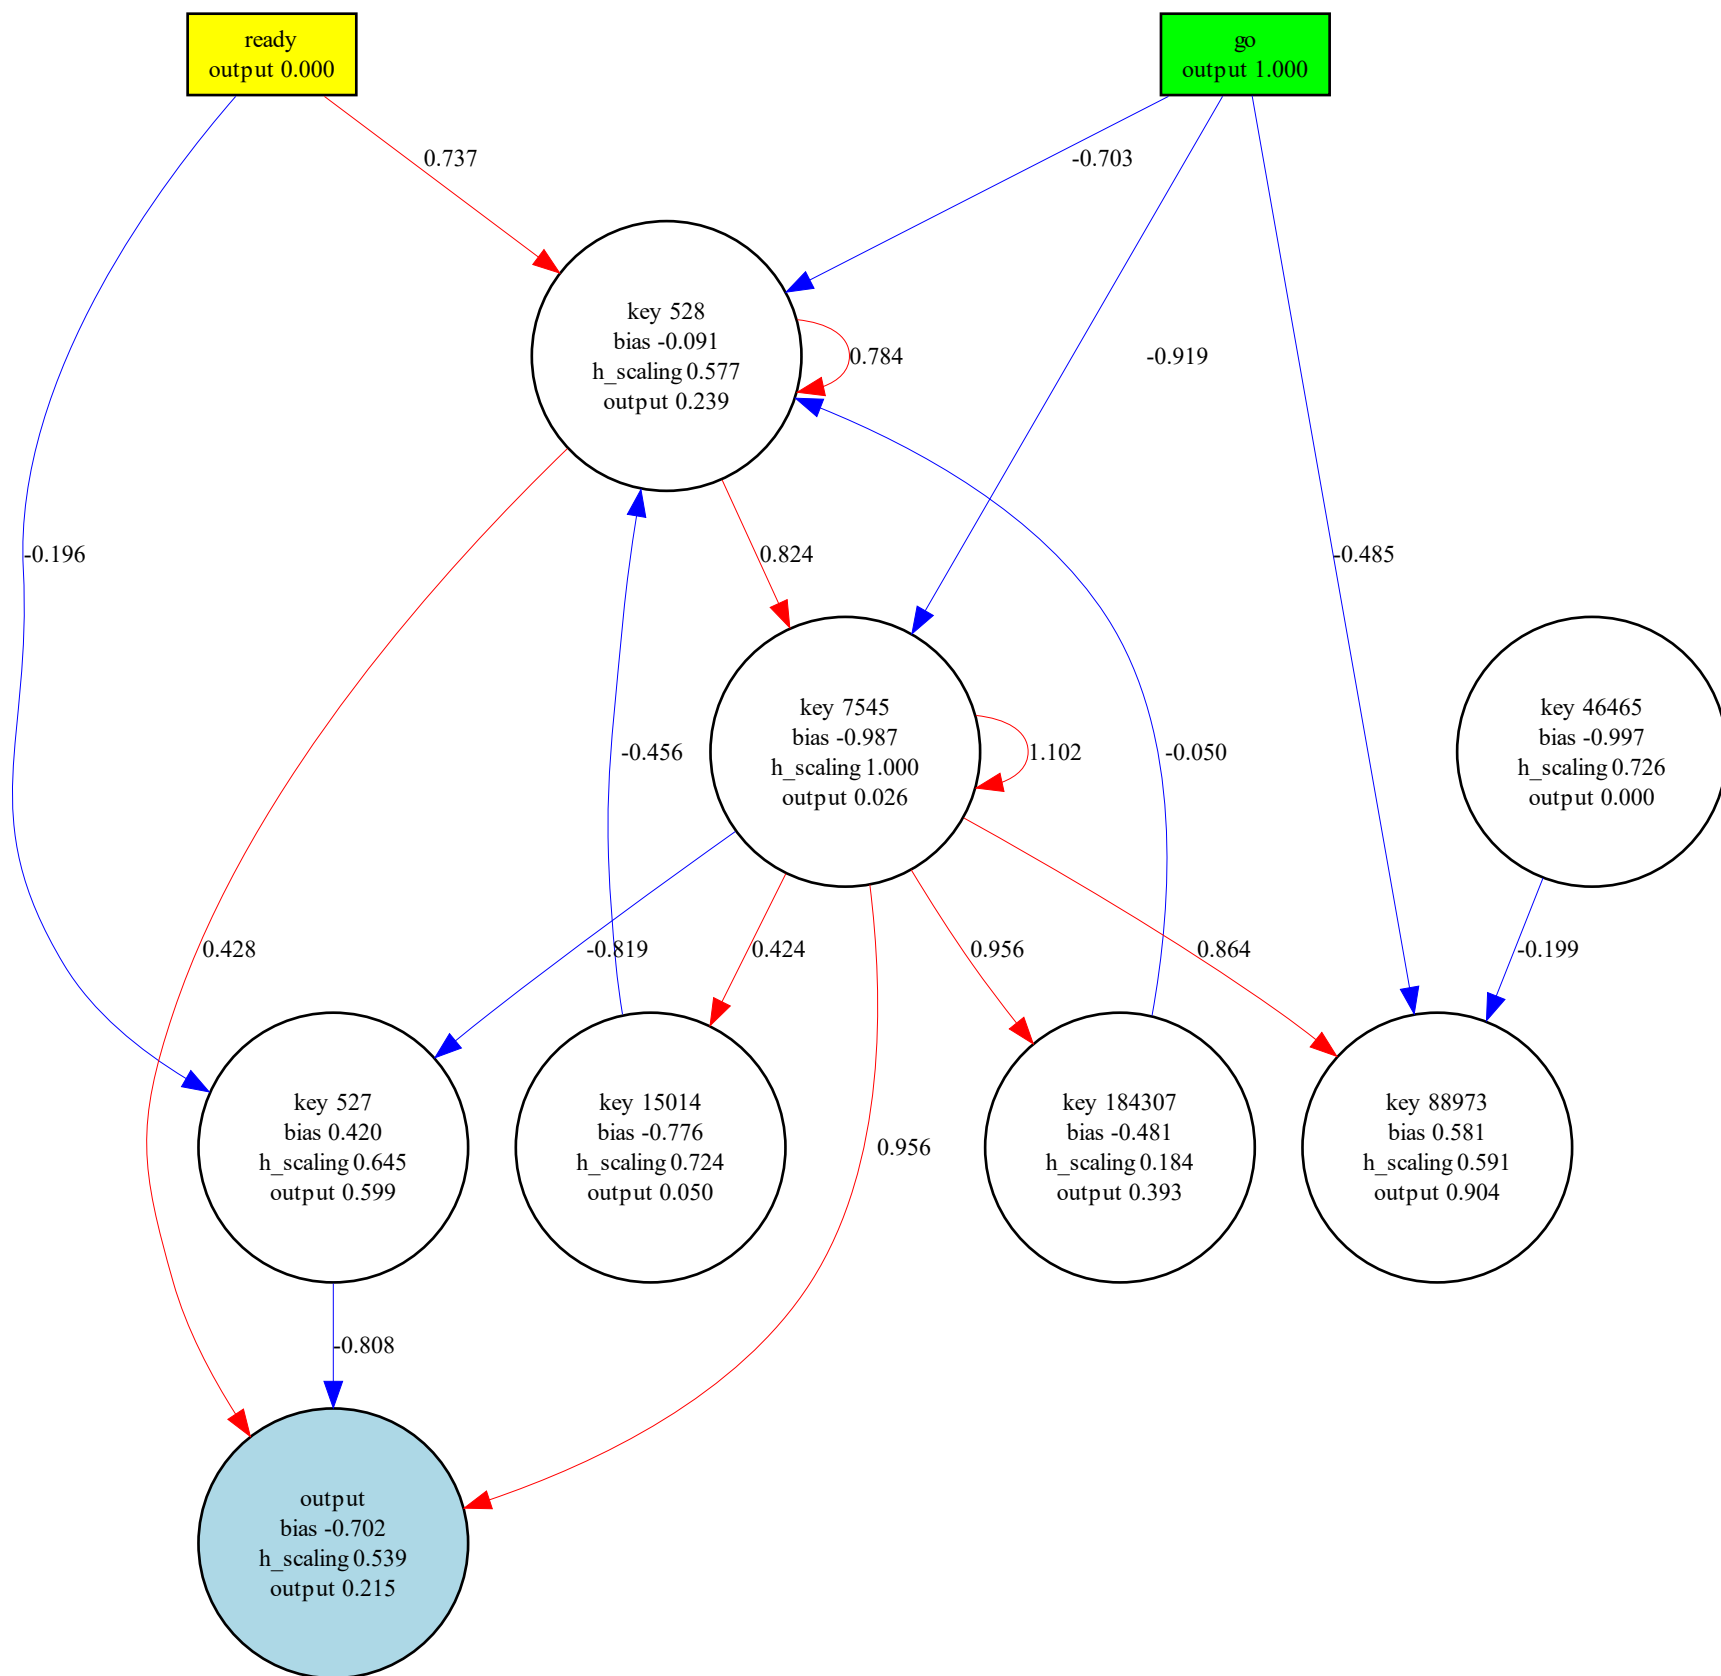 ready
output 0.000
go
output 1.000
0.737
-0.703
key 528
bias -0.091
h_scaling 0.577
output 0.239
0.784
-0.919
-0.196
0.824
-0.485
key 7545
bias -0.987
h_scaling 1.000
output 0.026
1.102
-0.456
-0.050
key 46465
bias -0.997
h_scaling 0.726
output 0.000
0.428
-0.819
0.424
0.956
0.864
-0.199
key 527
bias 0.420
h_scaling 0.645
output 0.599
key 15014
bias -0.776
h_scaling 0.724
output 0.050
0.956
key 184307
bias -0.481
h_scaling 0.184
output 0.393
key 88973
bias 0.581
h_scaling 0.591
output 0.904
-0.808
output
bias -0.702
h_scaling 0.539
output 0.215